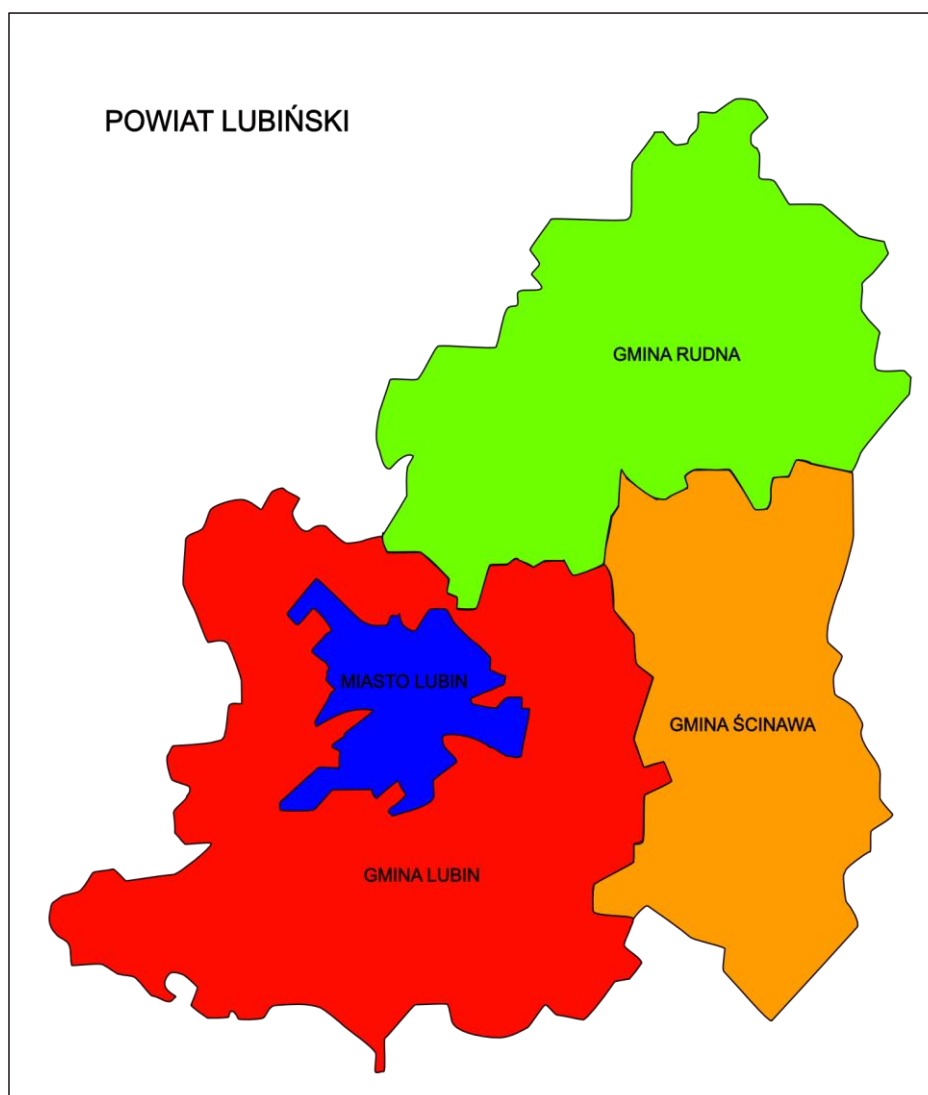 POWIAT LUBIŃSKI
GMINA RUDNA
MIASTO LUBIN
GMINA ŚCINAWA
GMINA LUBIN